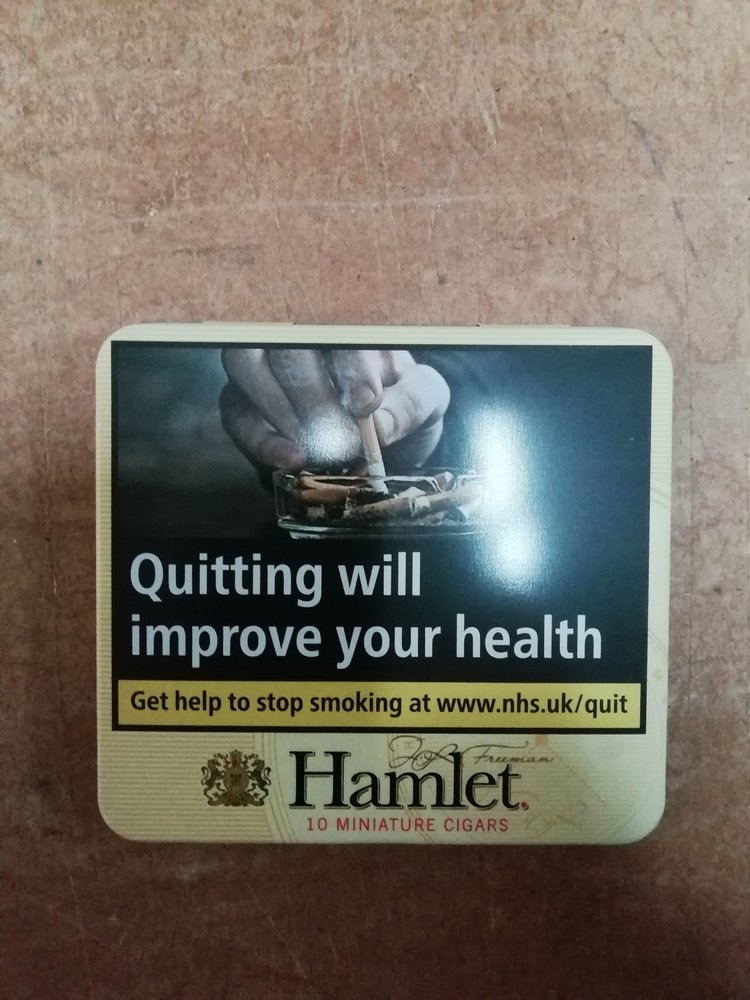 Quitting will
improve your health
Get help to stop smoking at www.nhs.uk/quit
Freeman
Hamlet.
10 MINIATURE CIGARS